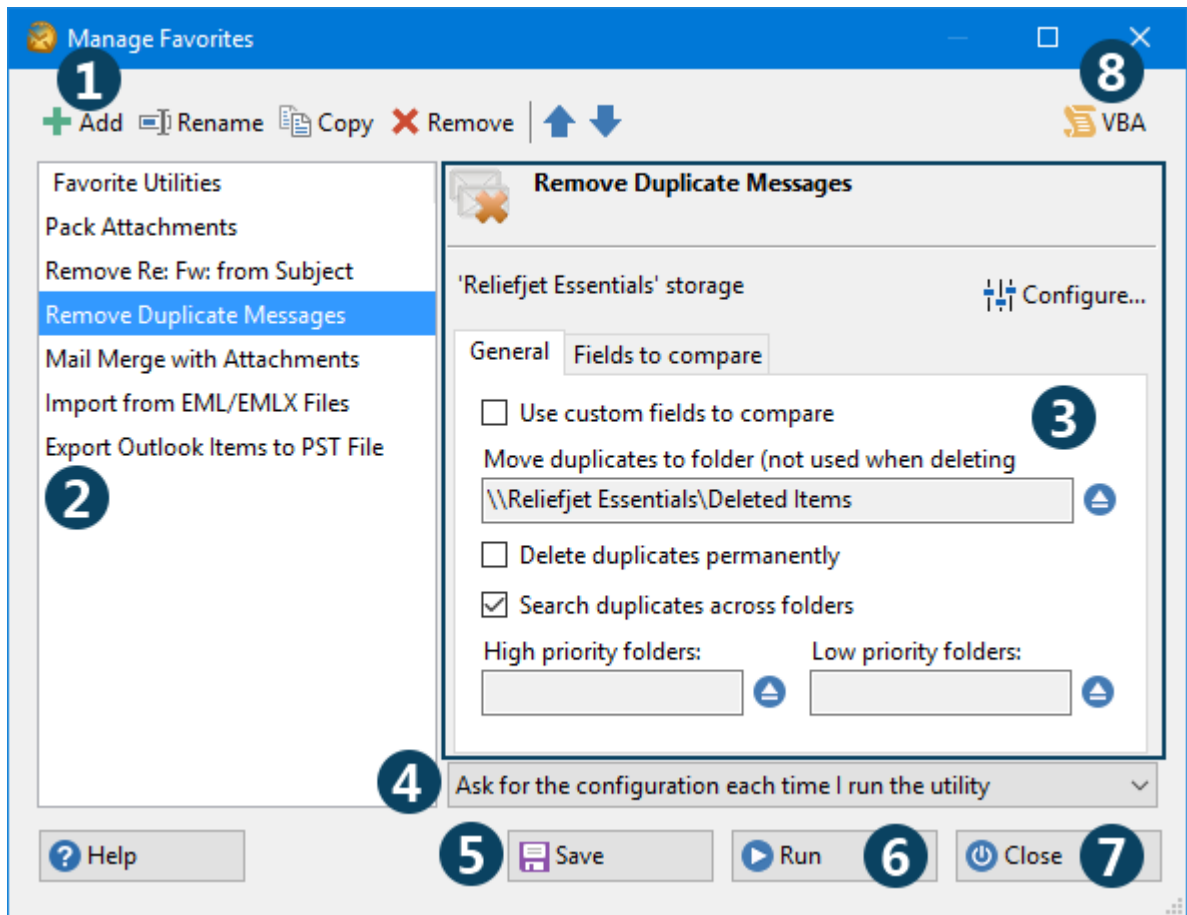 Manage Favorites
1
8
Add Rename Copy Remove VBA
Favorite Utilities
Pack Attachments
Remove Re: Fw: from Subject
Remove Duplicate Messages
Mail Merge with Attachments
Import from EML/EMLX Files
Export Outlook Items to PST File
2
Remove Duplicate Messages
'Reliefjet Essentials' storage
Configure...
General Fields to compare
Use custom fields to compare
3
Move duplicates to folder (not used when deleting
\\Reliefjet Essentials\Deleted Items
Delete duplicates permanently
Search duplicates across folders
High priority folders: Low priority folders:
4
Ask for the configuration each time I run the utility
? Help
5 Save
Run 6
Close 7